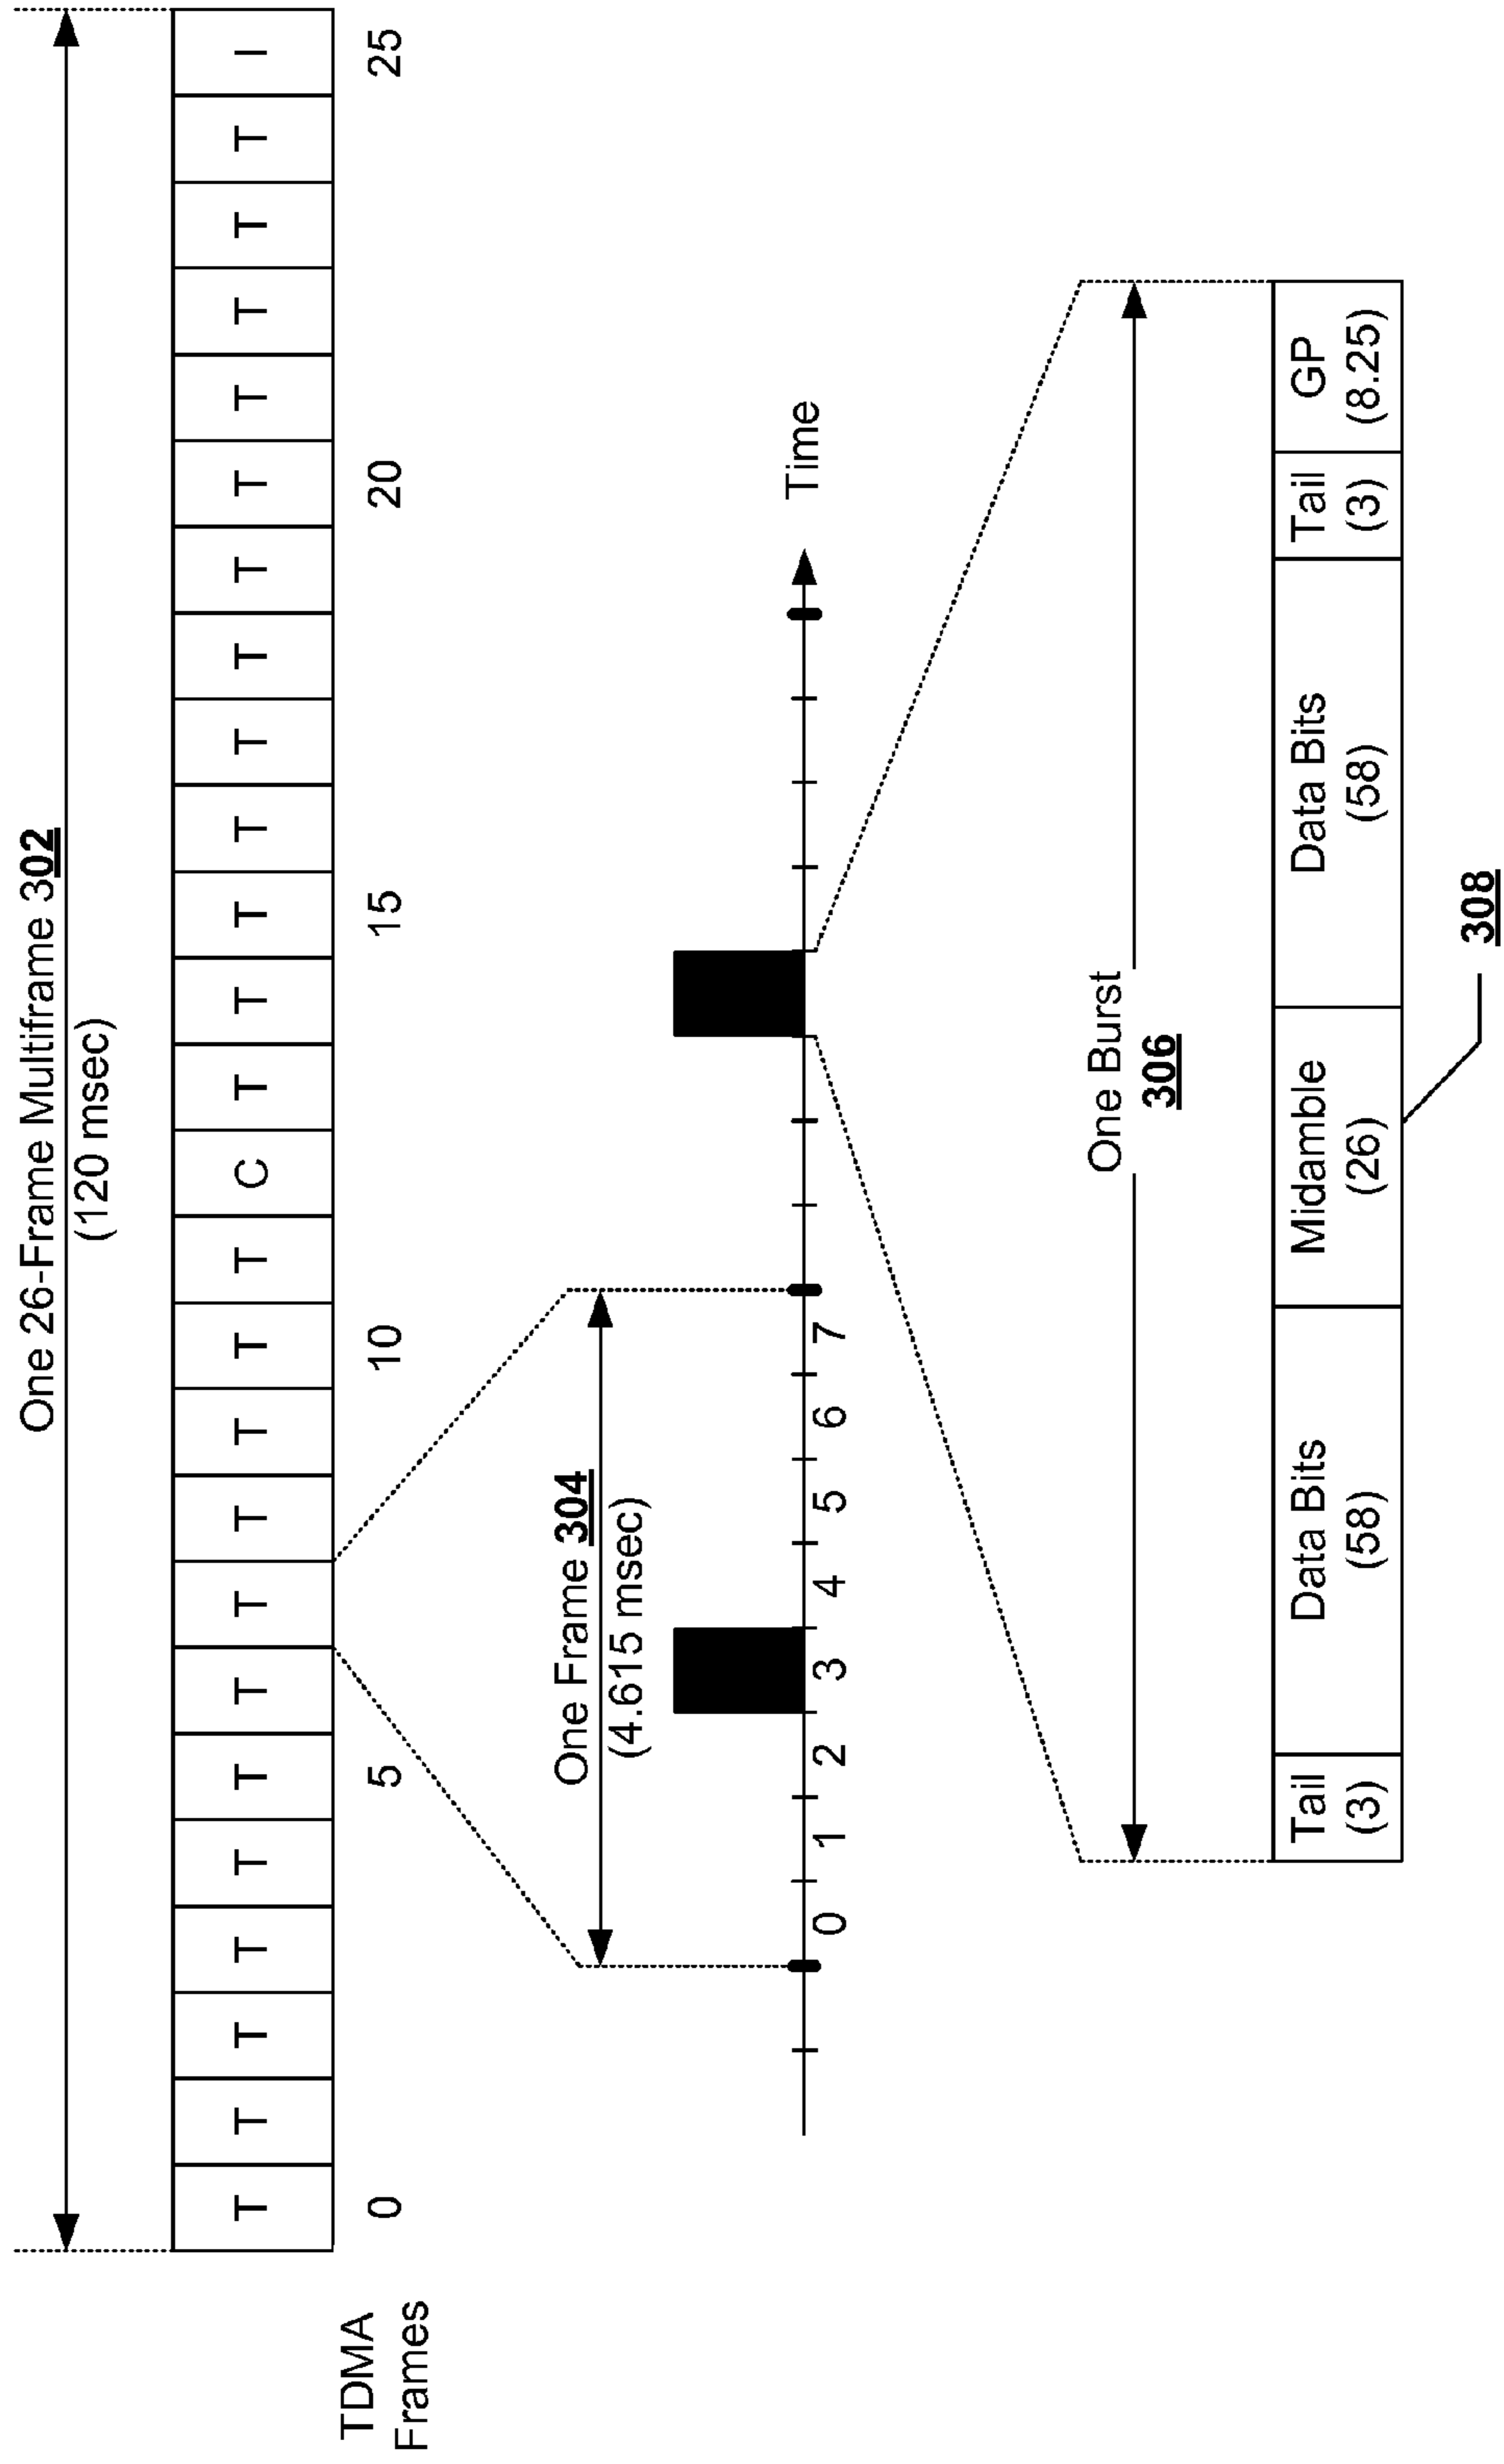 One 26-Frame Multiframe 302
(120 msec)
T T T T T T T T T T T T C T T T T T T T T T T T T I
TDMA
Frames
0 5 10 15 20 25
One Frame 304
(4.615 msec)
Time
0 1 2 3 4 5 6 7
One Burst
306
Tail Data Bits Midamble Data Bits Tail GP
(3) (58) (26) (58) (3) (8.25)
308